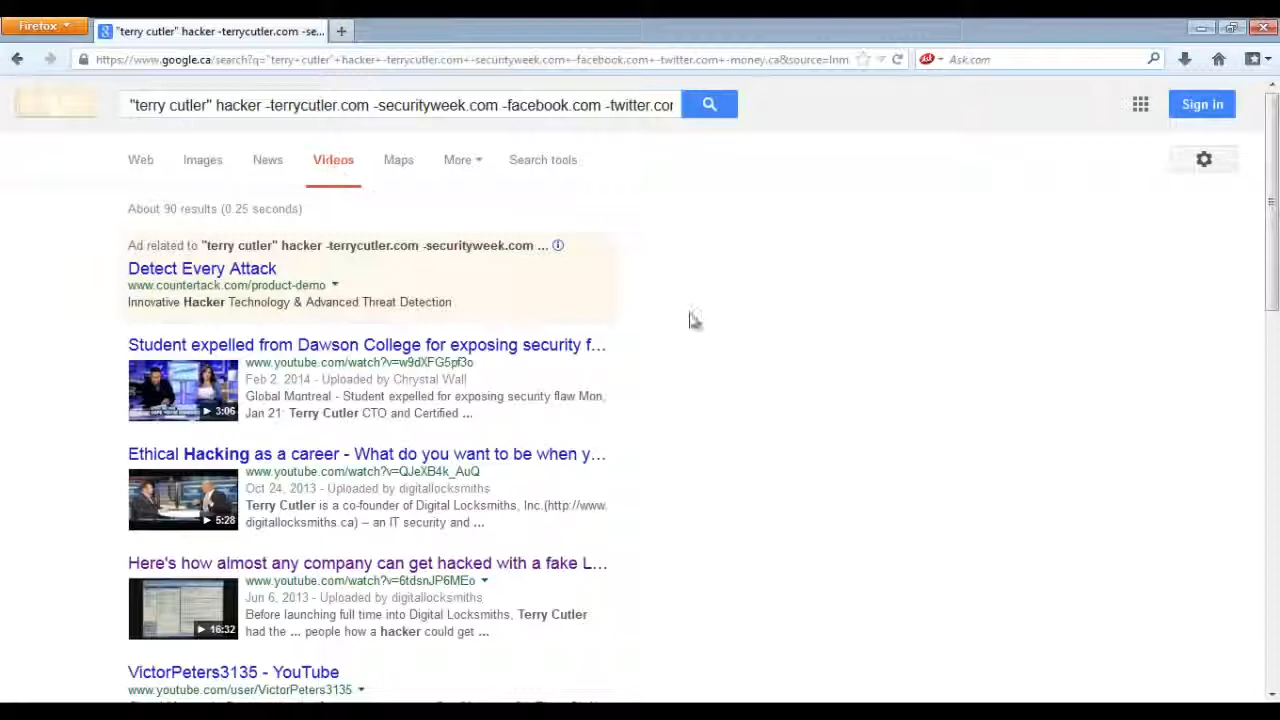 Firefox
"terry cutler" hacker -terrycutler.com -se...
https://www.google.ca/search?q="terry+cutler"+hacker+-terrycutler.com+-securityweek.com+-facebook.com+-twitter.com+-money.ca&source=lnm
Ask.com
"terry cutler" hacker -terrycutler.com -securityweek.com -facebook.com -twitter.cor
Sign in
Web Images News Videos Maps More Search tools
About 90 results (0.25 seconds)
Ad related to "terry cutler" hacker -terrycutler.com -securityweek.com ...
Detect Every Attack
www.countertack.com/product-demo
Innovative Hacker Technology & Advanced Threat Detection
Student expelled from Dawson College for exposing security f...
www.youtube.com/watch?v=w9dXFG5pf3o
Feb 2, 2014 - Uploaded by Chrystal Wall
Global Montreal - Student expelled for exposing security flaw Mon,
3:06
Jan 21: Terry Cutler CTO and Certified ...
Ethical Hacking as a career - What do you want to be when y...
www.youtube.com/watch?v=QJeXB4k_AuQ
Oct 24, 2013 - Uploaded by digitallocksmiths
Terry Cutler is a co-founder of Digital Locksmiths, Inc.(http://www.
5:28
digitallocksmiths.ca) – an IT security and ...
Here's how almost any company can get hacked with a fake L...
www.youtube.com/watch?v=6tdsnJP6MEo
Jun 6, 2013 - Uploaded by digitallocksmiths
Before launching full time into Digital Locksmiths, Terry Cutler
16:32
had the ... people how a hacker could get ...
VictorPeters3135 - YouTube
www.youtube.com/user/VictorPeters3135